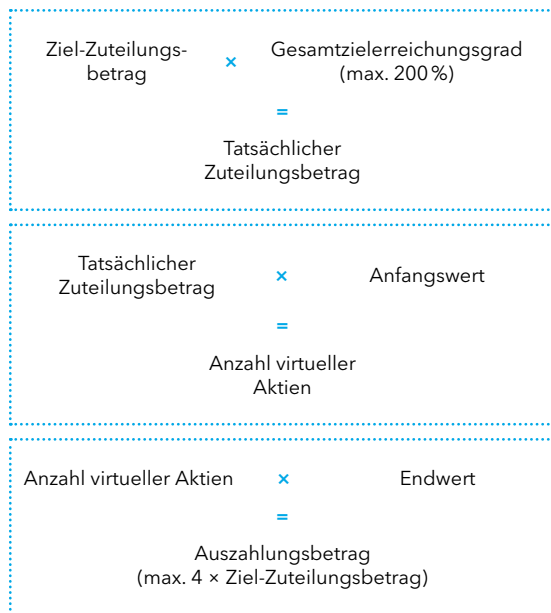 Ziel-Zuteilungs-
betrag
×
Gesamtzielerreichungsgrad
(max. 200 %)
=
Tatsächlicher
Zuteilungsbetrag
Tatsächlicher
Zuteilungsbetrag
×
Anfangswert
=
Anzahl virtueller
Aktien
Anzahl virtueller Aktien × Endwert
=
Auszahlungsbetrag
(max. 4 × Ziel-Zuteilungsbetrag)